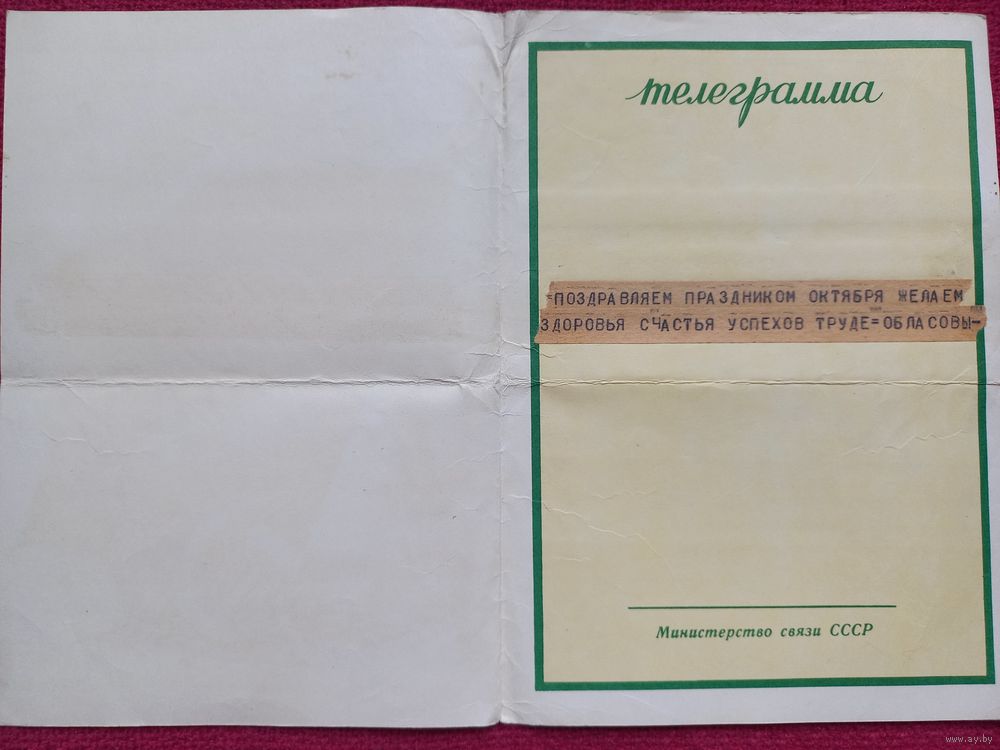 телеграмма
=ПОЗДРАВЛЯЕМ ПРАЗДНИКОМ ОКТЯБРЯ ЖЕЛАЕМ
ЗДОРОВЬЯ СЧАСТЬЯ УСПЕХОВ ТРУДЕ=ОБЛАСОВЫ-
Министерство связи СССР
www.ay.by